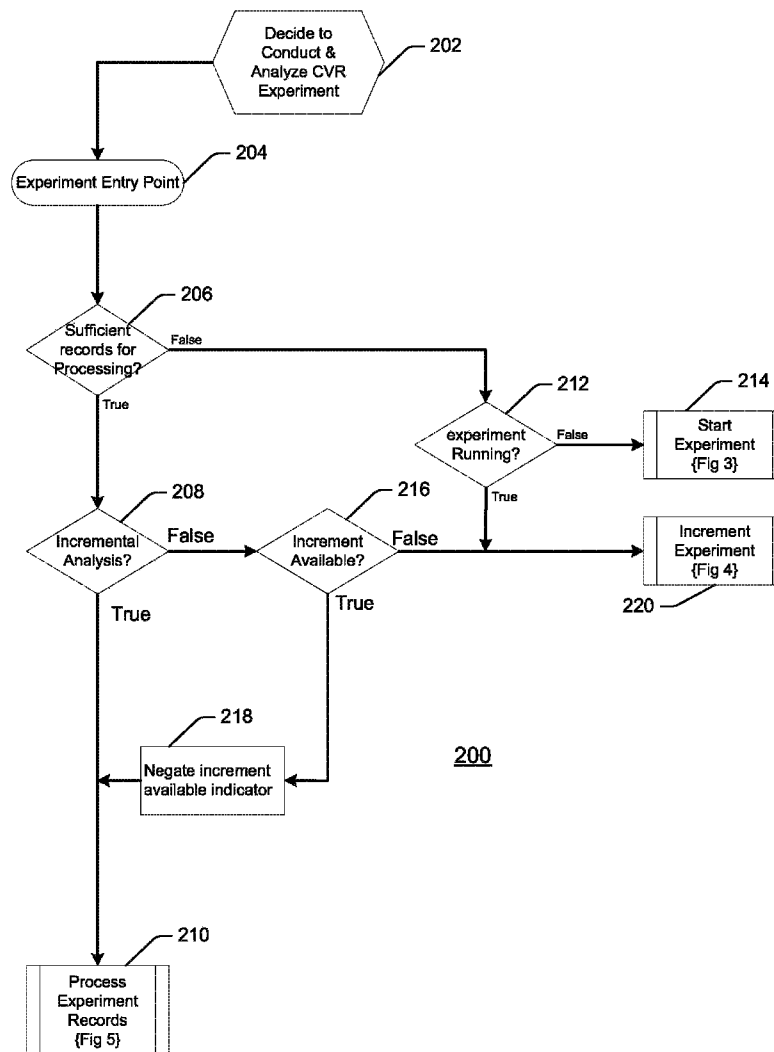 Decide to
Conduct &
Analyze CVR
Experiment
202
204
Experiment Entry Point
206
Sufficient
records for
Processing?
False
True
212
experiment
Running?
False
True
214
Start
Experiment
{Fig 3}
208
Incremental
Analysis?
False
True
216
Increment
Available?
False
True
Increment
Experiment
{Fig 4}
220
218
Negate increment
available indicator
200
210
Process
Experiment
Records
{Fig 5}